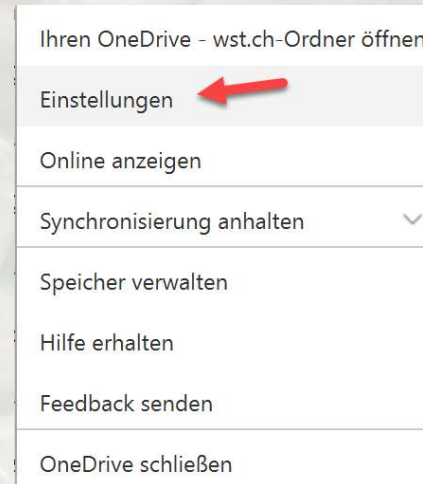 Ihren OneDrive - wst.ch-Ordner öffnen
Einstellungen
Online anzeigen
Synchronisierung anhalten
Speicher verwalten
Hilfe erhalten
Feedback senden
OneDrive schließen